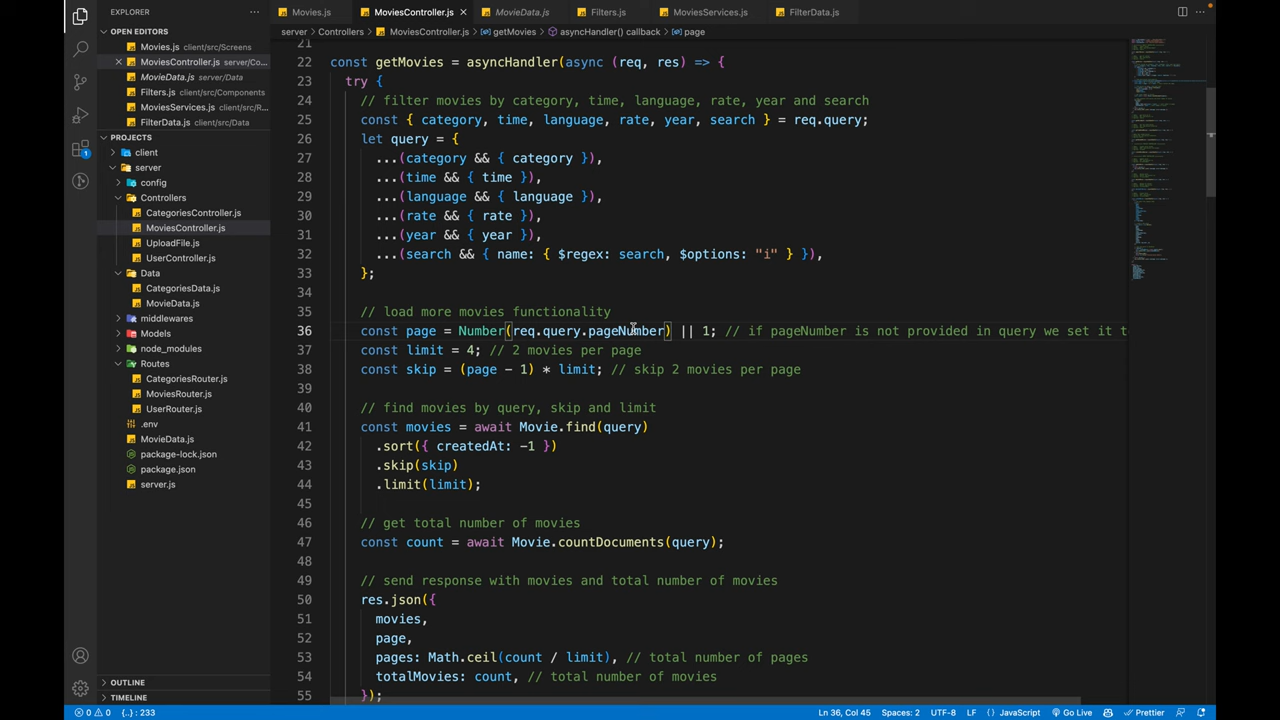 EXPLORER
Movies.js
MoviesController.js
MovieData.js
Filters.js
MoviesServices.js
FilterData.js
server > Controllers > MoviesController.js > getMovies > asyncHandler() callback > page
OPEN EDITORS
Movies.js client/src/Screens
MoviesController.js server/Co...
MovieData.js server/Data
Filters.js client/src/Components
MoviesServices.js client/src/R...
FilterData.js client/src/Data
PROJECTS
client
server
config
Controllers
CategoriesController.js
MoviesController.js
UploadFile.js
UserController.js
Data
CategoriesData.js
MovieData.js
middlewares
Models
node_modules
Routes
CategoriesRouter.js
MoviesRouter.js
UserRouter.js
.env
MovieData.js
package-lock.json
package.json
server.js
OUTLINE
TIMELINE
21
22 const getMovies = asyncHandler(async (req, res) => {
23 try {
24 // filter movies by category, time, language, rate, year and search
25 const { category, time, language, rate, year, search } = req.query;
26 let query = {
27 ...(category && { category }),
28 ...(time && { time }),
29 ...(language && { language }),
30 ...(rate && { rate }),
31 ...(year && { year }),
32 ...(search && { name: { $regex: search, $options: "i" } }),
33 };
34
35 // load more movies functionality
36 const page = Number(req.query.pageNumber) || 1; // if pageNumber is not provided in query we set it t
37 const limit = 4; // 2 movies per page
38 const skip = (page - 1) * limit; // skip 2 movies per page
39
40 // find movies by query, skip and limit
41 const movies = await Movie.find(query)
42 .sort({ createdAt: -1 })
43 .skip(skip)
44 .limit(limit);
45
46 // get total number of movies
47 const count = await Movie.countDocuments(query);
48
49 // send response with movies and total number of movies
50 res.json({
51 movies,
52 page,
53 pages: Math.ceil(count / limit), // total number of pages
54 totalMovies: count, // total number of movies
55 });
1
0 0 {..} : 233
Ln 36, Col 45 Spaces: 2 UTF-8 LF {} JavaScript Go Live Prettier